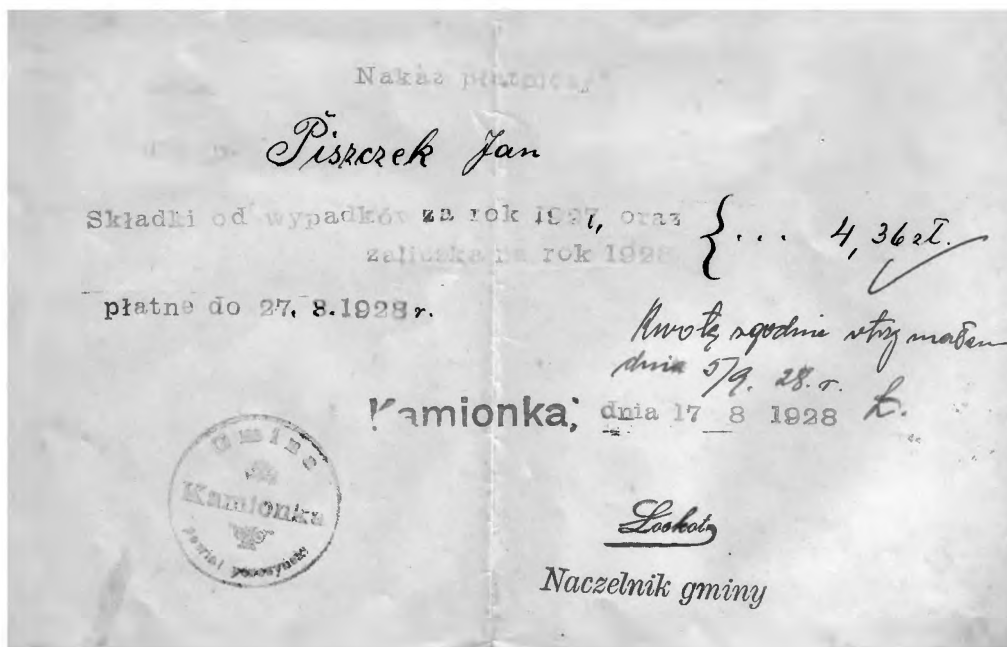 Nakaz płatniczy
Piszczek Jan
Składki od wypadków za rok 1927, oraz
zaliczka na rok 1928
{... 4,36 zł.
płatne do 27. 8. 1928 r.
Kwotę zgodnie otrzymałem
dnia 5/9. 28. r.
Ł.
Kamionka, dnia 17 8 1928
Gmina
Kamionka
powiat
Naczelnik gminy